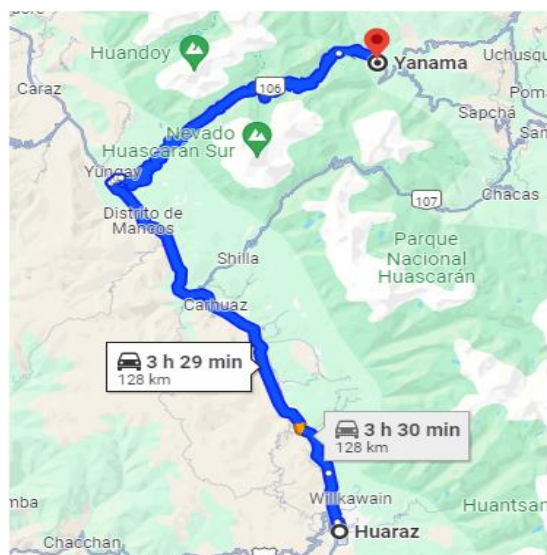 Huandoy
Yanama
Uchusq
Caraz
106
Poma
Sapchá
Nevado
Huascarán Sur
San
Yungay
107
Chacas
Distrito de
Mancos
Parque
Nacional
Huascarán
Shilla
Carhuaz
3 h 29 min
128 km
3 h 30 min
128 km
Willkawain
Huantsan
Huaraz
mba
Chacchan